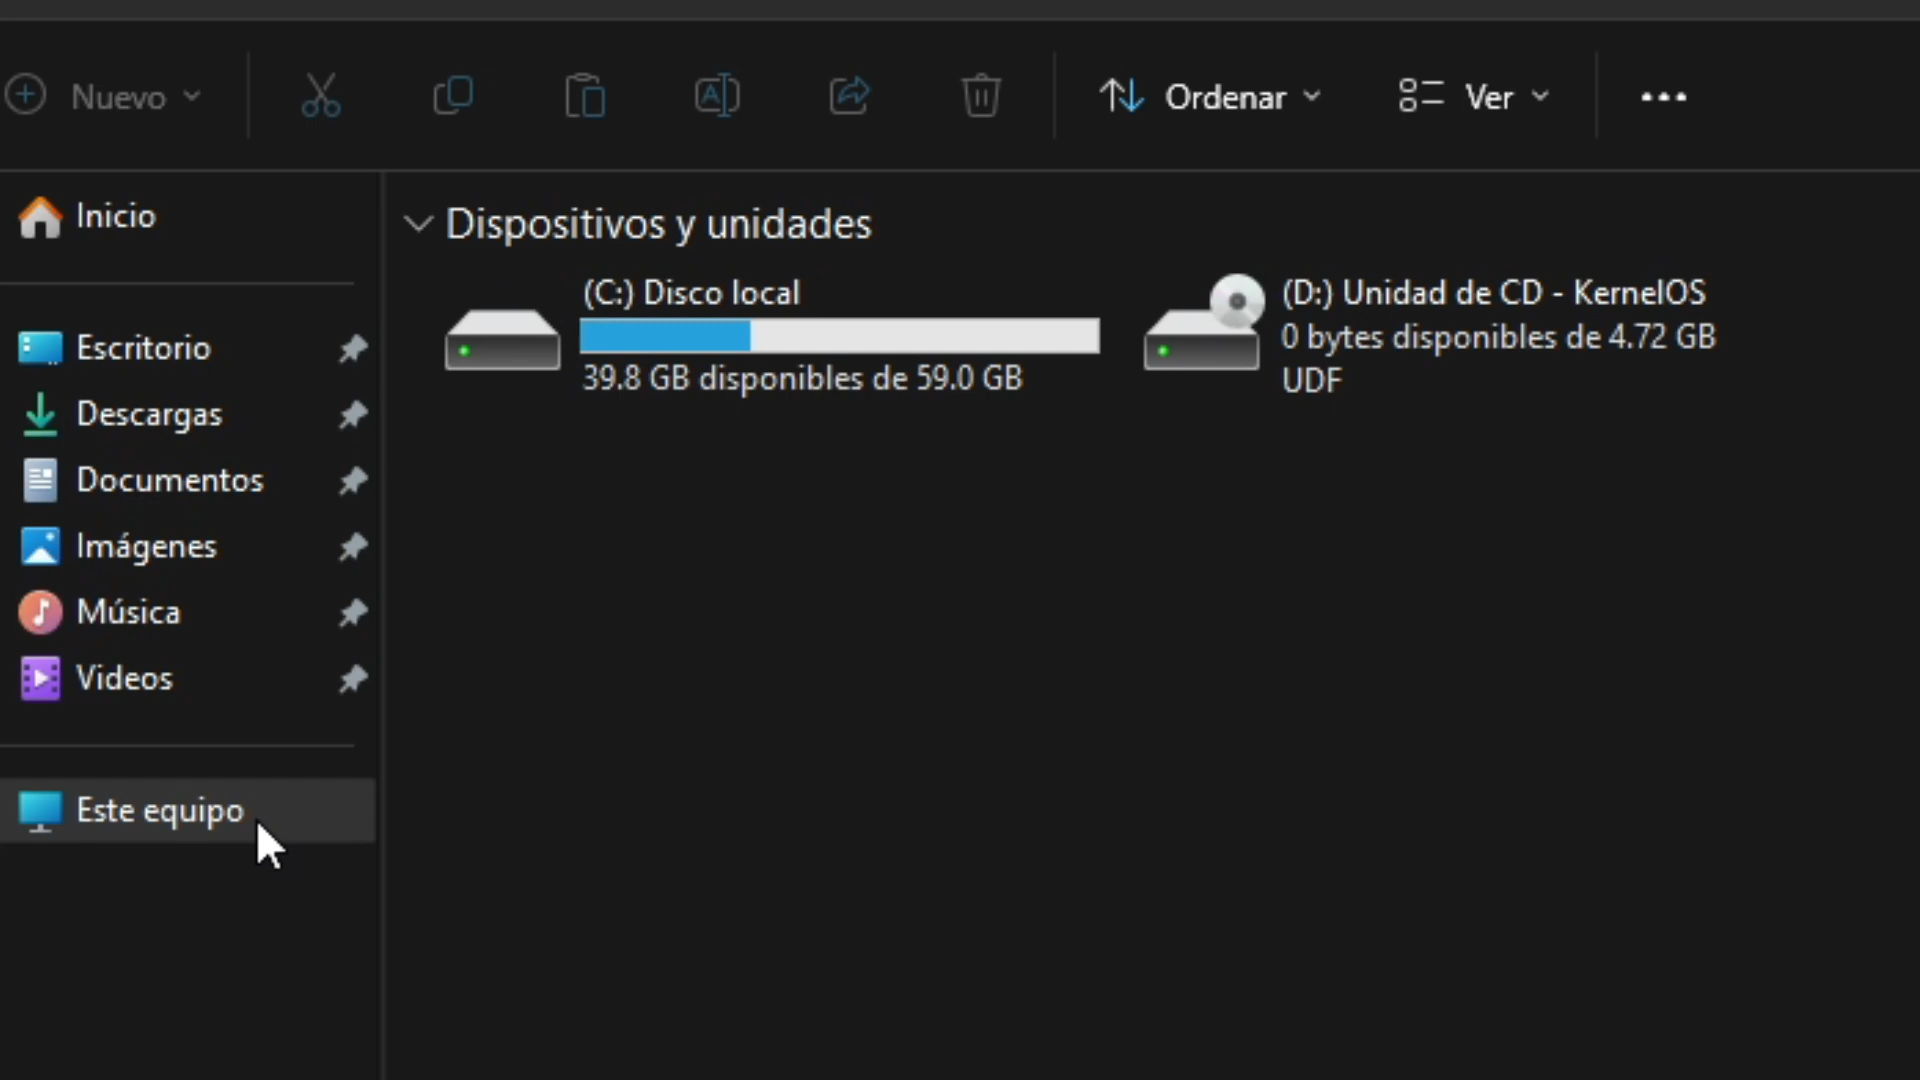 Nuevo
Ordenar
Ver
Inicio
Escritorio
Descargas
Documentos
Imágenes
Música
Videos
Este equipo
Dispositivos y unidades
(C:) Disco local
39.8 GB disponibles de 59.0 GB
(D:) Unidad de CD - KernelOS
0 bytes disponibles de 4.72 GB
UDF